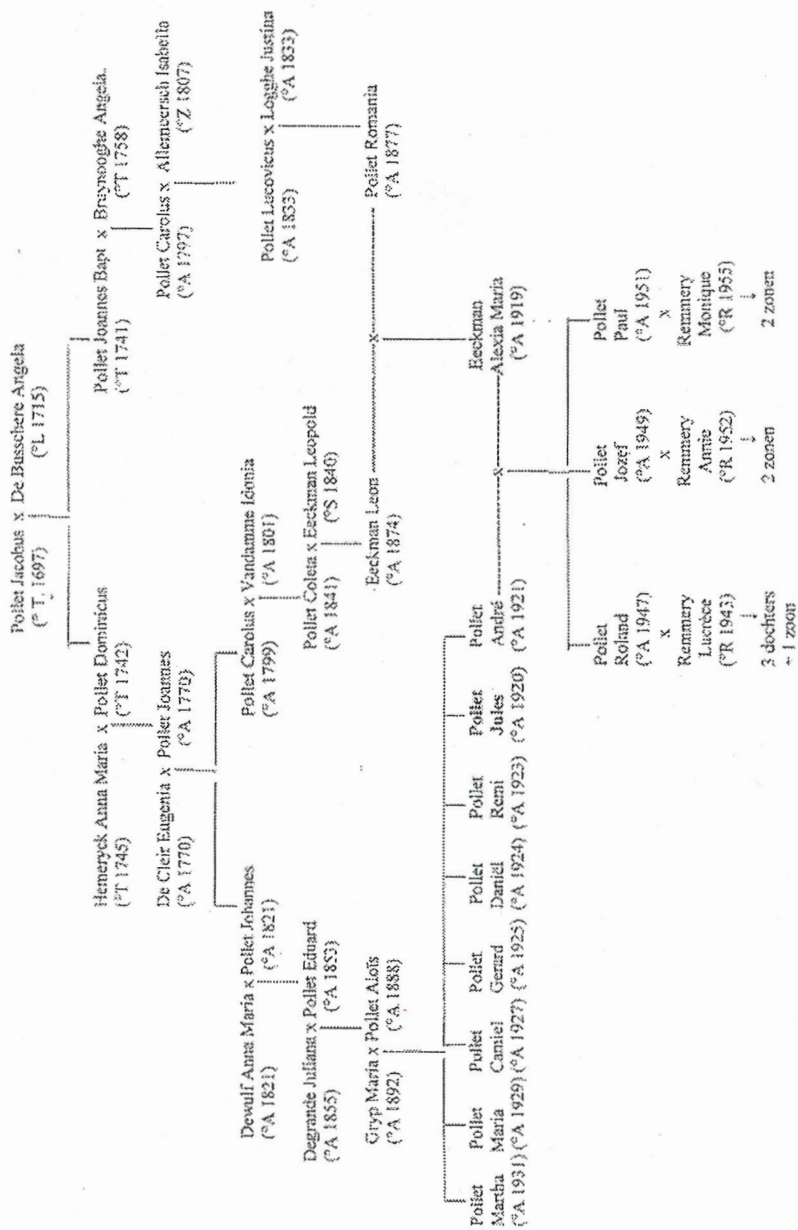 Pollet Jacobus x De Busschere Angela
(°T. 1697) (°L 1715)
Hemeryck Anna Maria x Pollet Dominicus
(°T 1745) (°T 1742)
Pollet Joannes Bapt x Bruynooghe Angela.
(°T 1741) (°T 1758)
De Cleir Eugenia x Pollet Joannes
(°A 1770) (°A 1770)
Pollet Carolus x Allemeersch Isabella
(°A 1797) (°Z 1807)
Dewulf Anna Maria x Pollet Johannes
(°A 1821) (°A 1821)
Pollet Carolus x Vandamme Idonia
(°A 1799) (°A 1801)
Pollet Ludovicus x Logghe Justina
(°A 1833) (°A 1833)
Degrande Juliana x Pollet Eduard
(°A 1855) (°A 1853)
Pollet Coleta x Eeckman Leopold
(°A 1841) (°S 1840)
Gryp Maria x Pollet Aloïs
(°A 1892) (°A 1888)
Eeckman Leon x Pollet Romania
(°A 1874) (°A 1877)
Pollet Pollet Pollet Pollet Pollet Pollet Pollet Pollet Eeckman
Martha Maria Camiel Gerard Daniël Remi Jules André x Alexia Maria
(°A 1931) (°A 1929) (°A 1927) (°A 1925) (°A 1924) (°A 1923) (°A 1920) (°A 1921) (°A 1919)
Pollet Pollet Pollet
Roland Jozef Paul
(°A 1947) (°A 1949) (°A 1951)
x x x
Remmery Remmery Remmery
Lucrèce Annie Monique
(°R 1943) (°R 1952) (°R 1955)
↓ ↓ ↓
3 dochters 2 zonen 2 zonen
+ 1 zoon